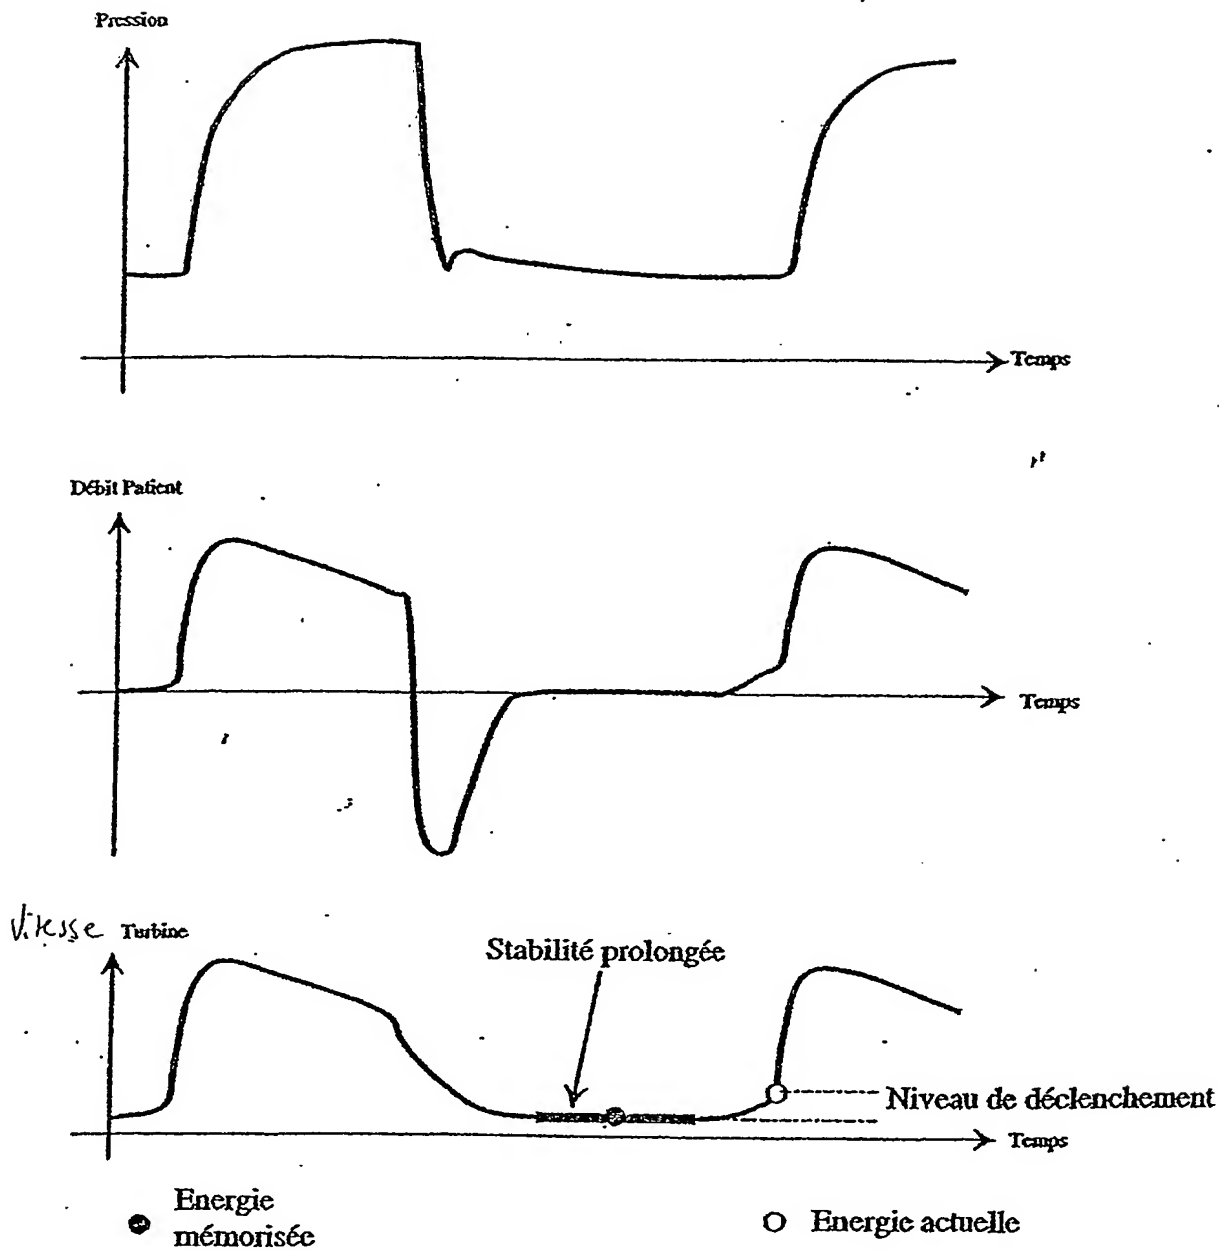 Pression
Temps
Débit Patient
Temps
Vitesse Turbine
Stabilité prolongée
Niveau de déclenchement
Temps
Energie
mémorisée
Energie actuelle